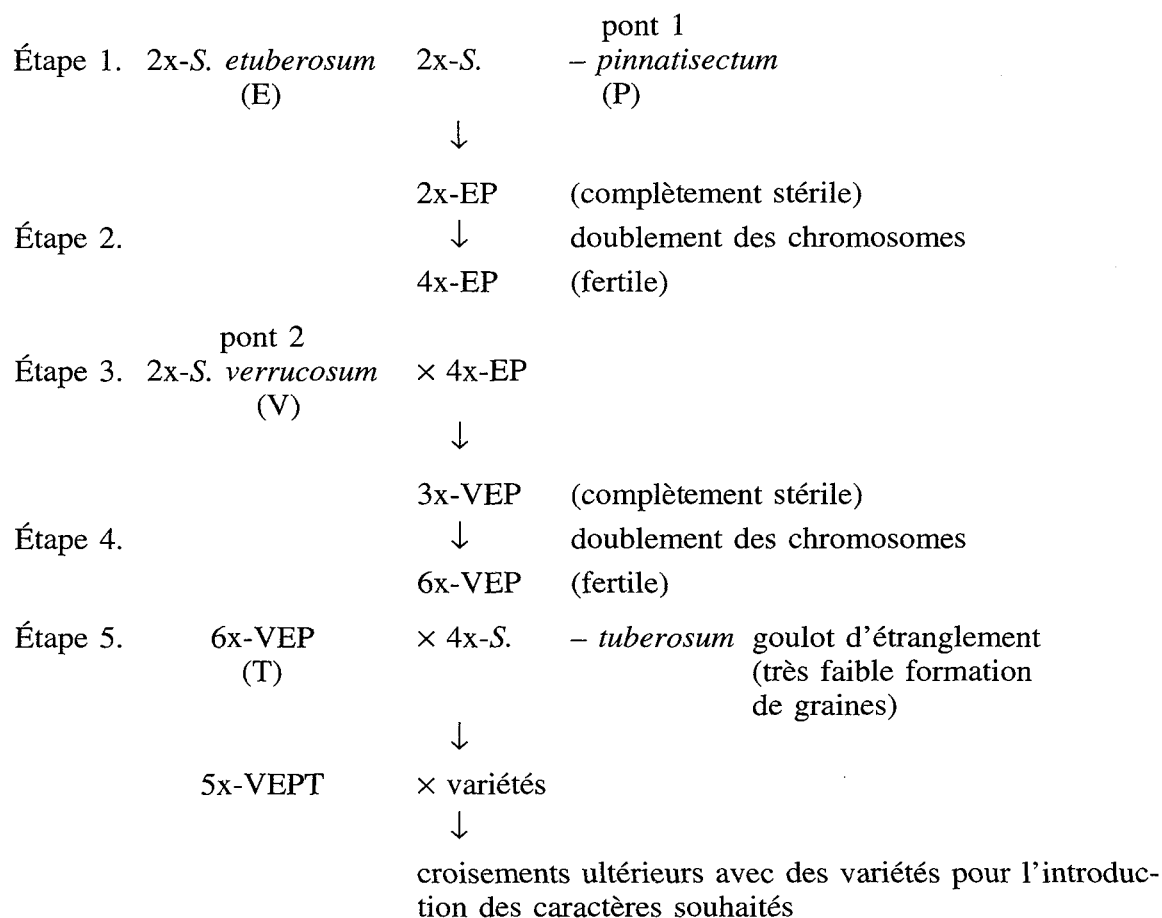 pont 1
Étape 1. 2x-S. etuberosum 2x-S. – pinnatisectum
(E) (P)
↓
2x-EP (complètement stérile)
Étape 2. ↓ doublement des chromosomes
4x-EP (fertile)
pont 2
Étape 3. 2x-S. verrucosum × 4x-EP
(V)
↓
3x-VEP (complètement stérile)
Étape 4. ↓ doublement des chromosomes
6x-VEP (fertile)
Étape 5. 6x-VEP × 4x-S. – tuberosum goulot d'étranglement
(T) (très faible formation
de graines)
↓
5x-VEPT × variétés
↓
croisements ultérieurs avec des variétés pour l'introduc-
tion des caractères souhaités